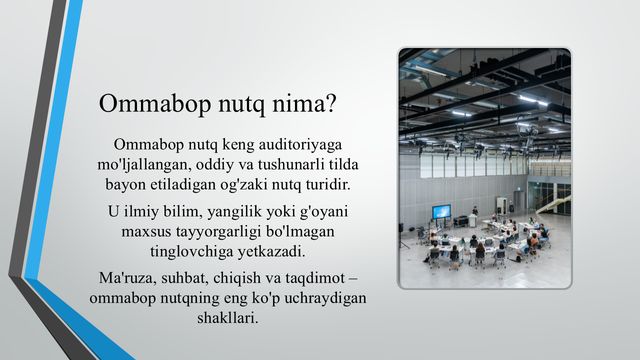 Ommabop nutq nima?
Ommabop nutq keng auditoriyaga
mo'ljallangan, oddiy va tushunarli tilda
bayon etiladigan og'zaki nutq turidir.
U ilmiy bilim, yangilik yoki g'oyani
maxsus tayyorgarligi bo'lmagan
tinglovchiga yetkazadi.
Ma'ruza, suhbat, chiqish va taqdimot –
ommabop nutqning eng ko'p uchraydigan
shakllari.